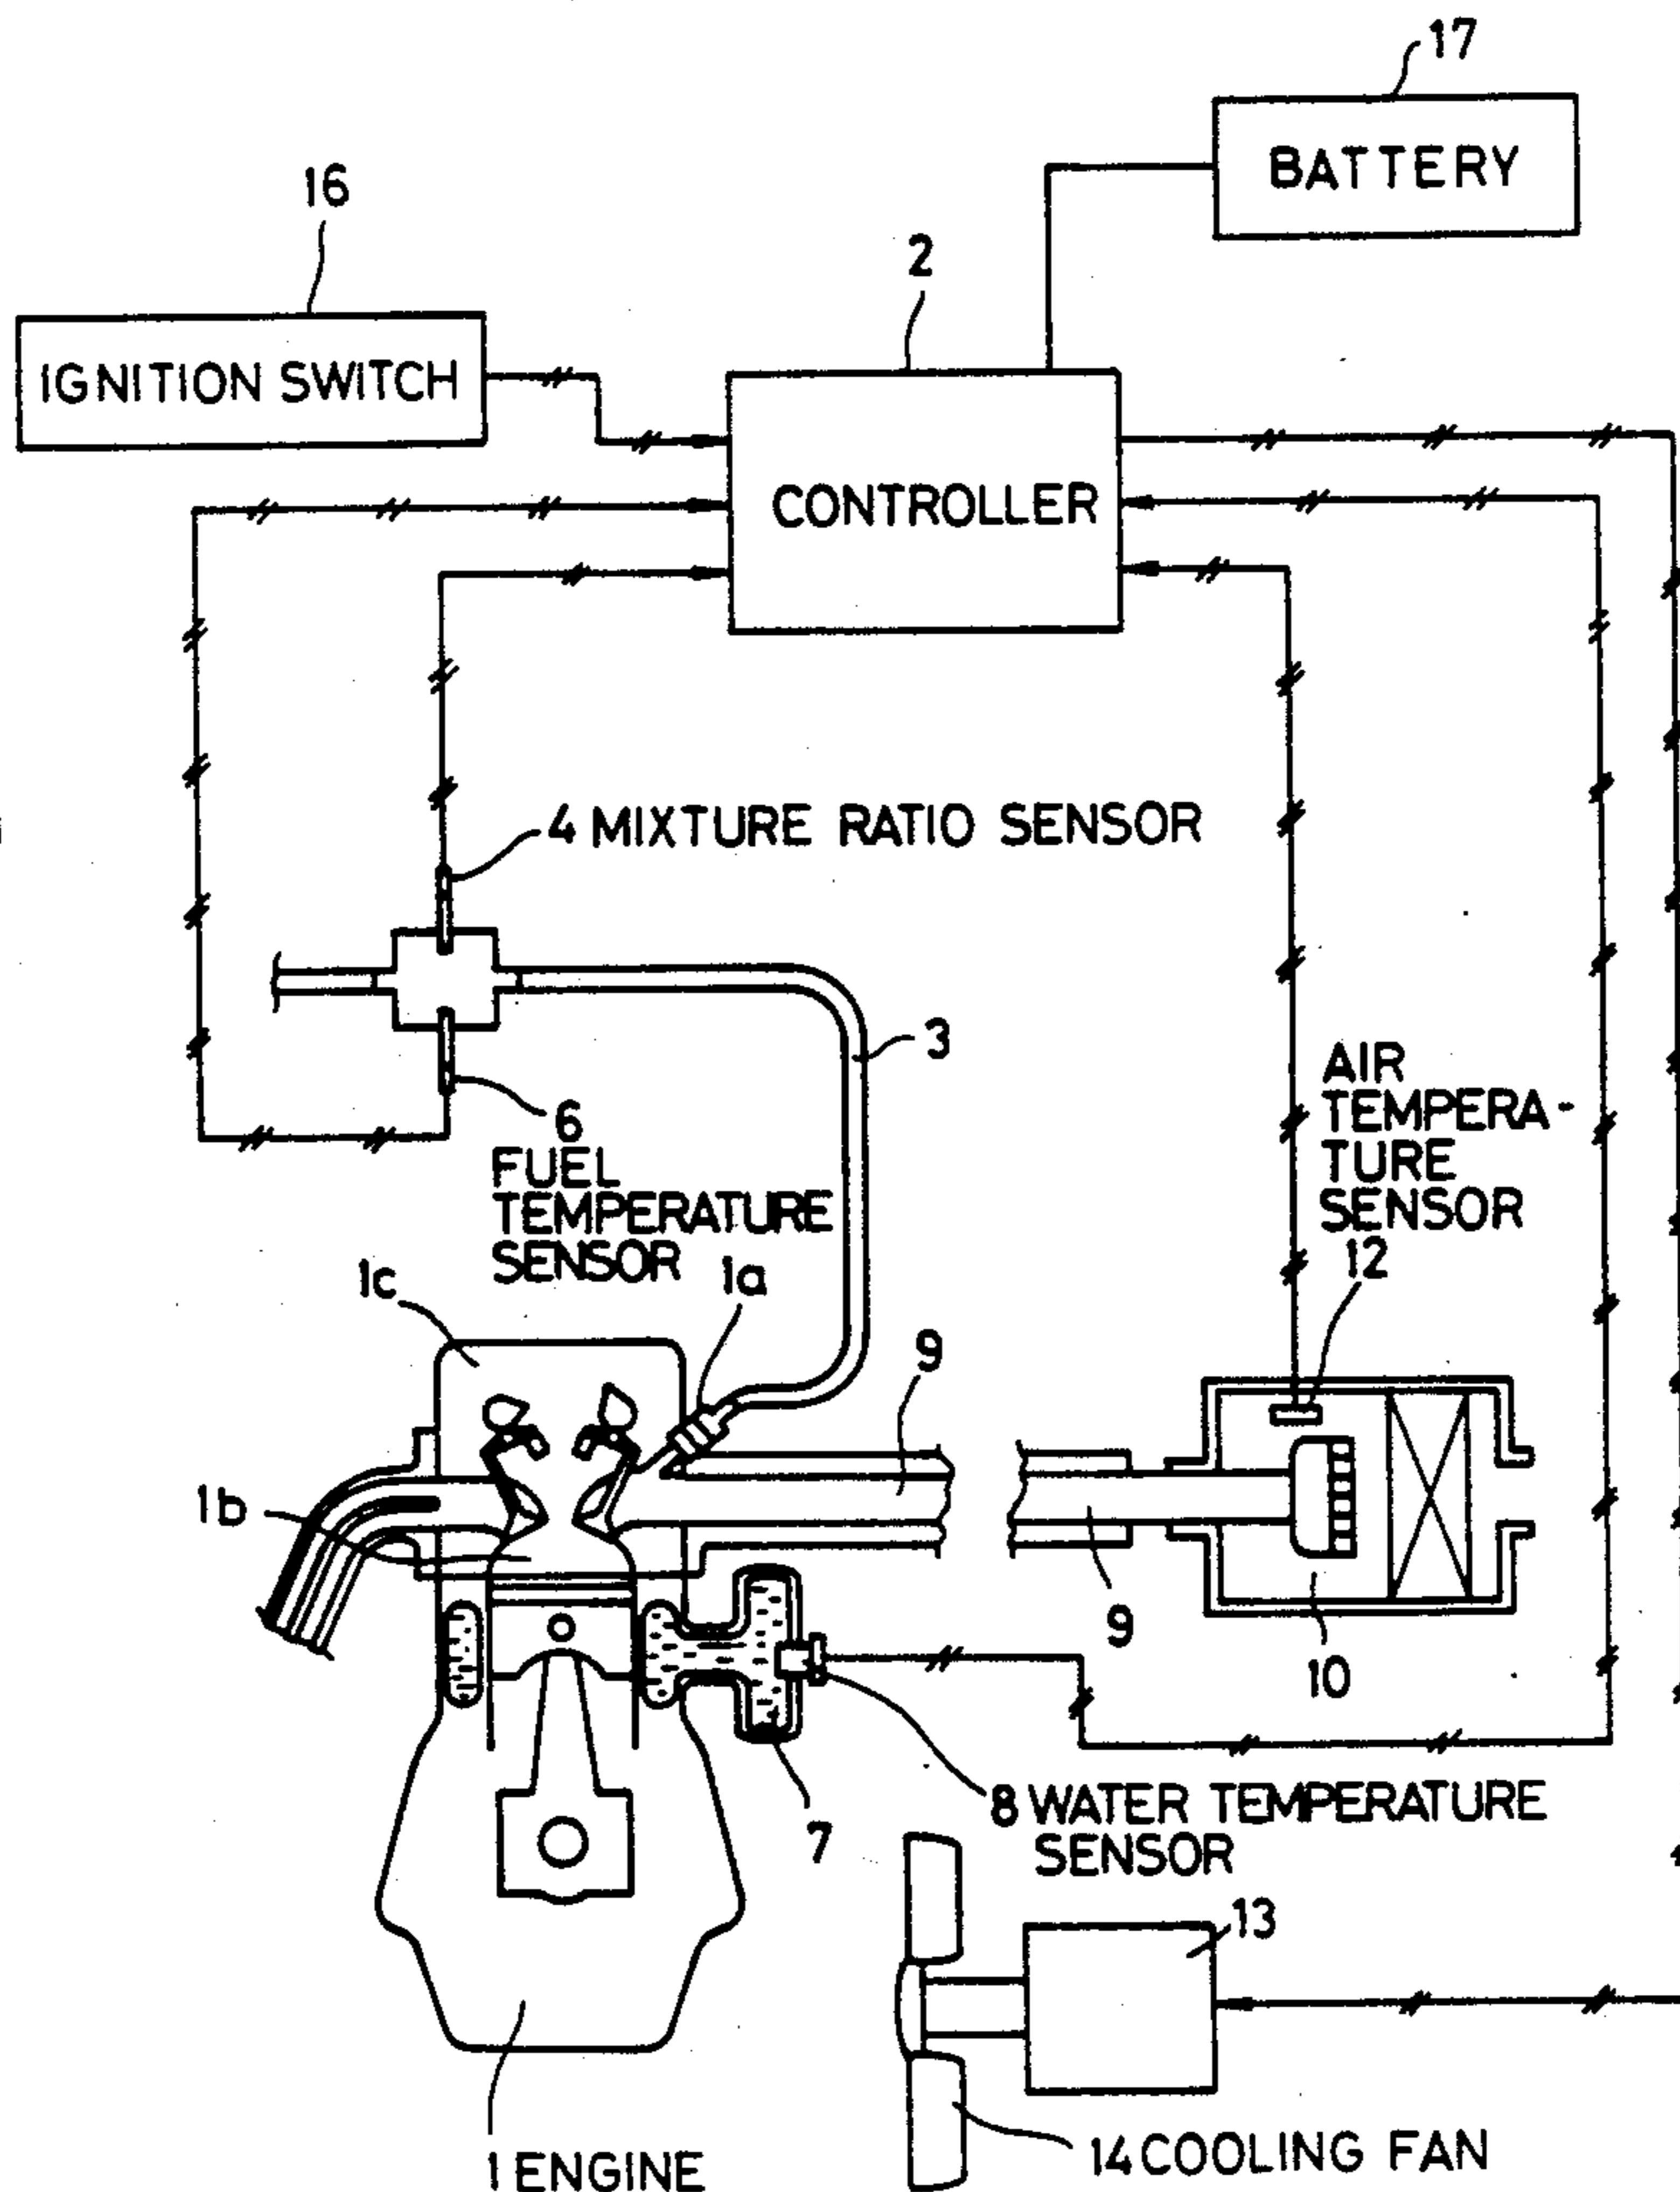 17
BATTERY
16
2
IGNITION SWITCH
CONTROLLER
4 MIXTURE RATIO SENSOR
3
6
FUEL
TEMPERATURE
SENSOR
AIR
TEMPERA-
TURE
SENSOR
12
1c
1a
9
1b
9
10
8 WATER TEMPERATURE
SENSOR
7
13
14 COOLING FAN
1 ENGINE